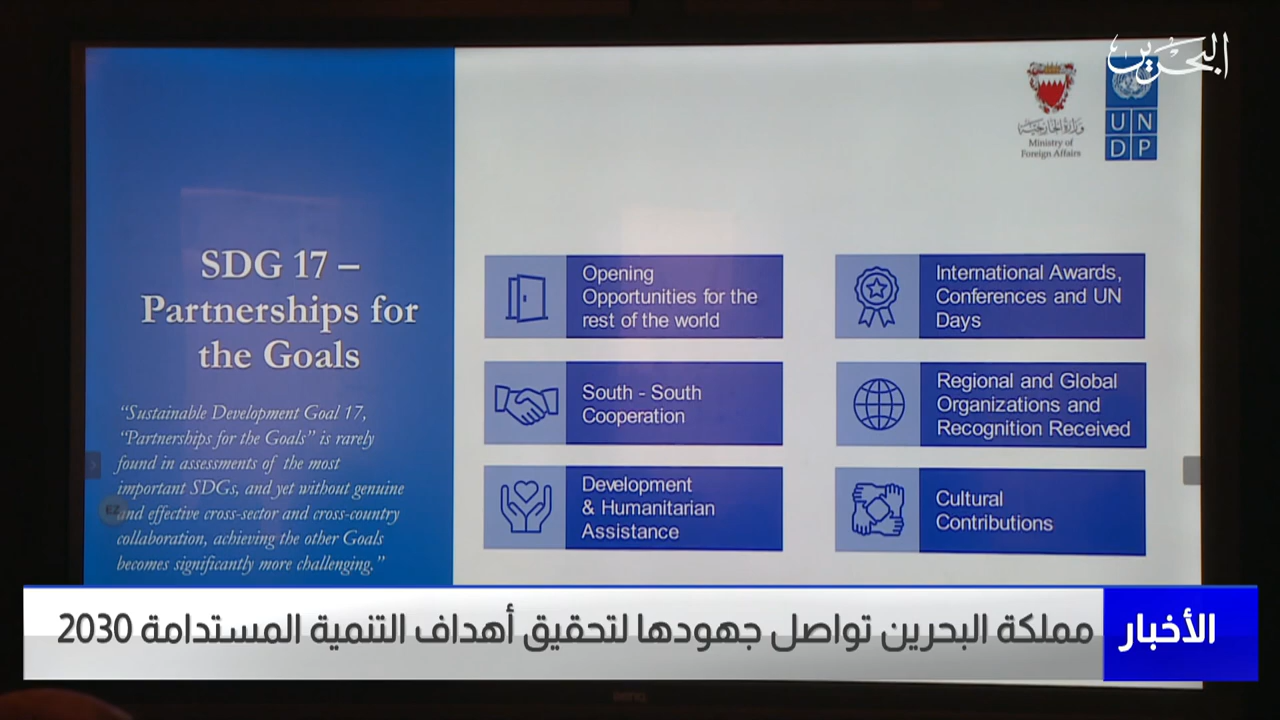 البحرين
وزارة الخارجية
Ministry of
Foreign Affairs
U N
D P
SDG 17 –
Partnerships for
the Goals
“Sustainable Development Goal 17,
“Partnerships for the Goals” is rarely
found in assessments of the most
important SDGs, and yet without genuine
and effective cross-sector and cross-country
collaboration, achieving the other Goals
becomes significantly more challenging.”
Opening
Opportunities for the
rest of the world
South - South
Cooperation
Development
& Humanitarian
Assistance
International Awards,
Conferences and UN
Days
Regional and Global
Organizations and
Recognition Received
Cultural
Contributions
EZ
الأخبار
مملكة البحرين تواصل جهودها لتحقيق أهداف التنمية المستدامة 2030
BenQ